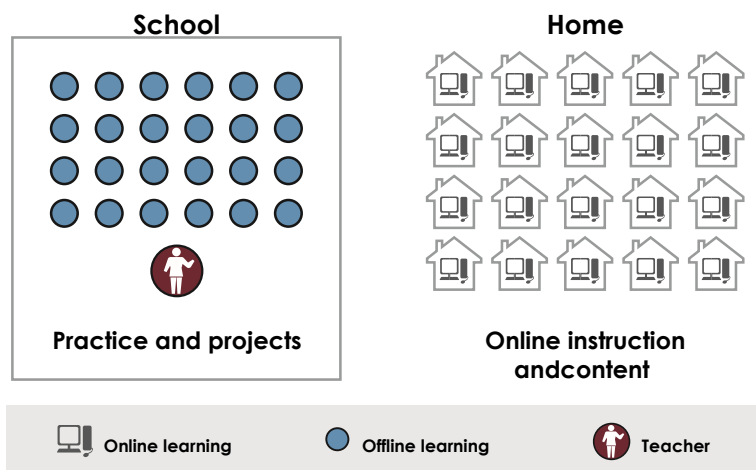 School
Home
Practice and projects
Online instruction
andcontent
Online learning
Offline learning
Teacher